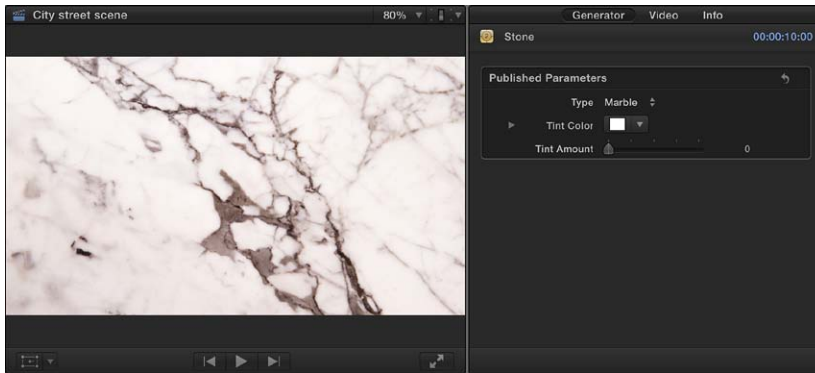 City street scene
80%
Generator Video Info
Stone 00:00:10:00
Published Parameters
Type Marble
Tint Color
Tint Amount 0